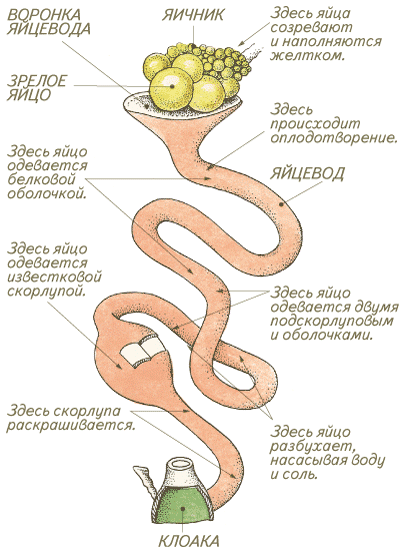 ВОРОНКА
ЯЙЦЕВОДА
ЯИЧНИК
Здесь яйца
созревают
и наполняются
желтком.
ЗРЕЛОЕ
ЯЙЦО
Здесь
происходит
оплодотворение.
Здесь яйцо
одевается
белковой
оболочкой.
ЯЙЦЕВОД
Здесь яйцо
одевается
известковой
скорлупой.
Здесь яйцо
одевается двумя
подскорлуповым
и оболочками.
Здесь скорлупа
раскрашивается.
Здесь яйцо
разбухает,
насасывая воду
и соль.
КЛОАКА